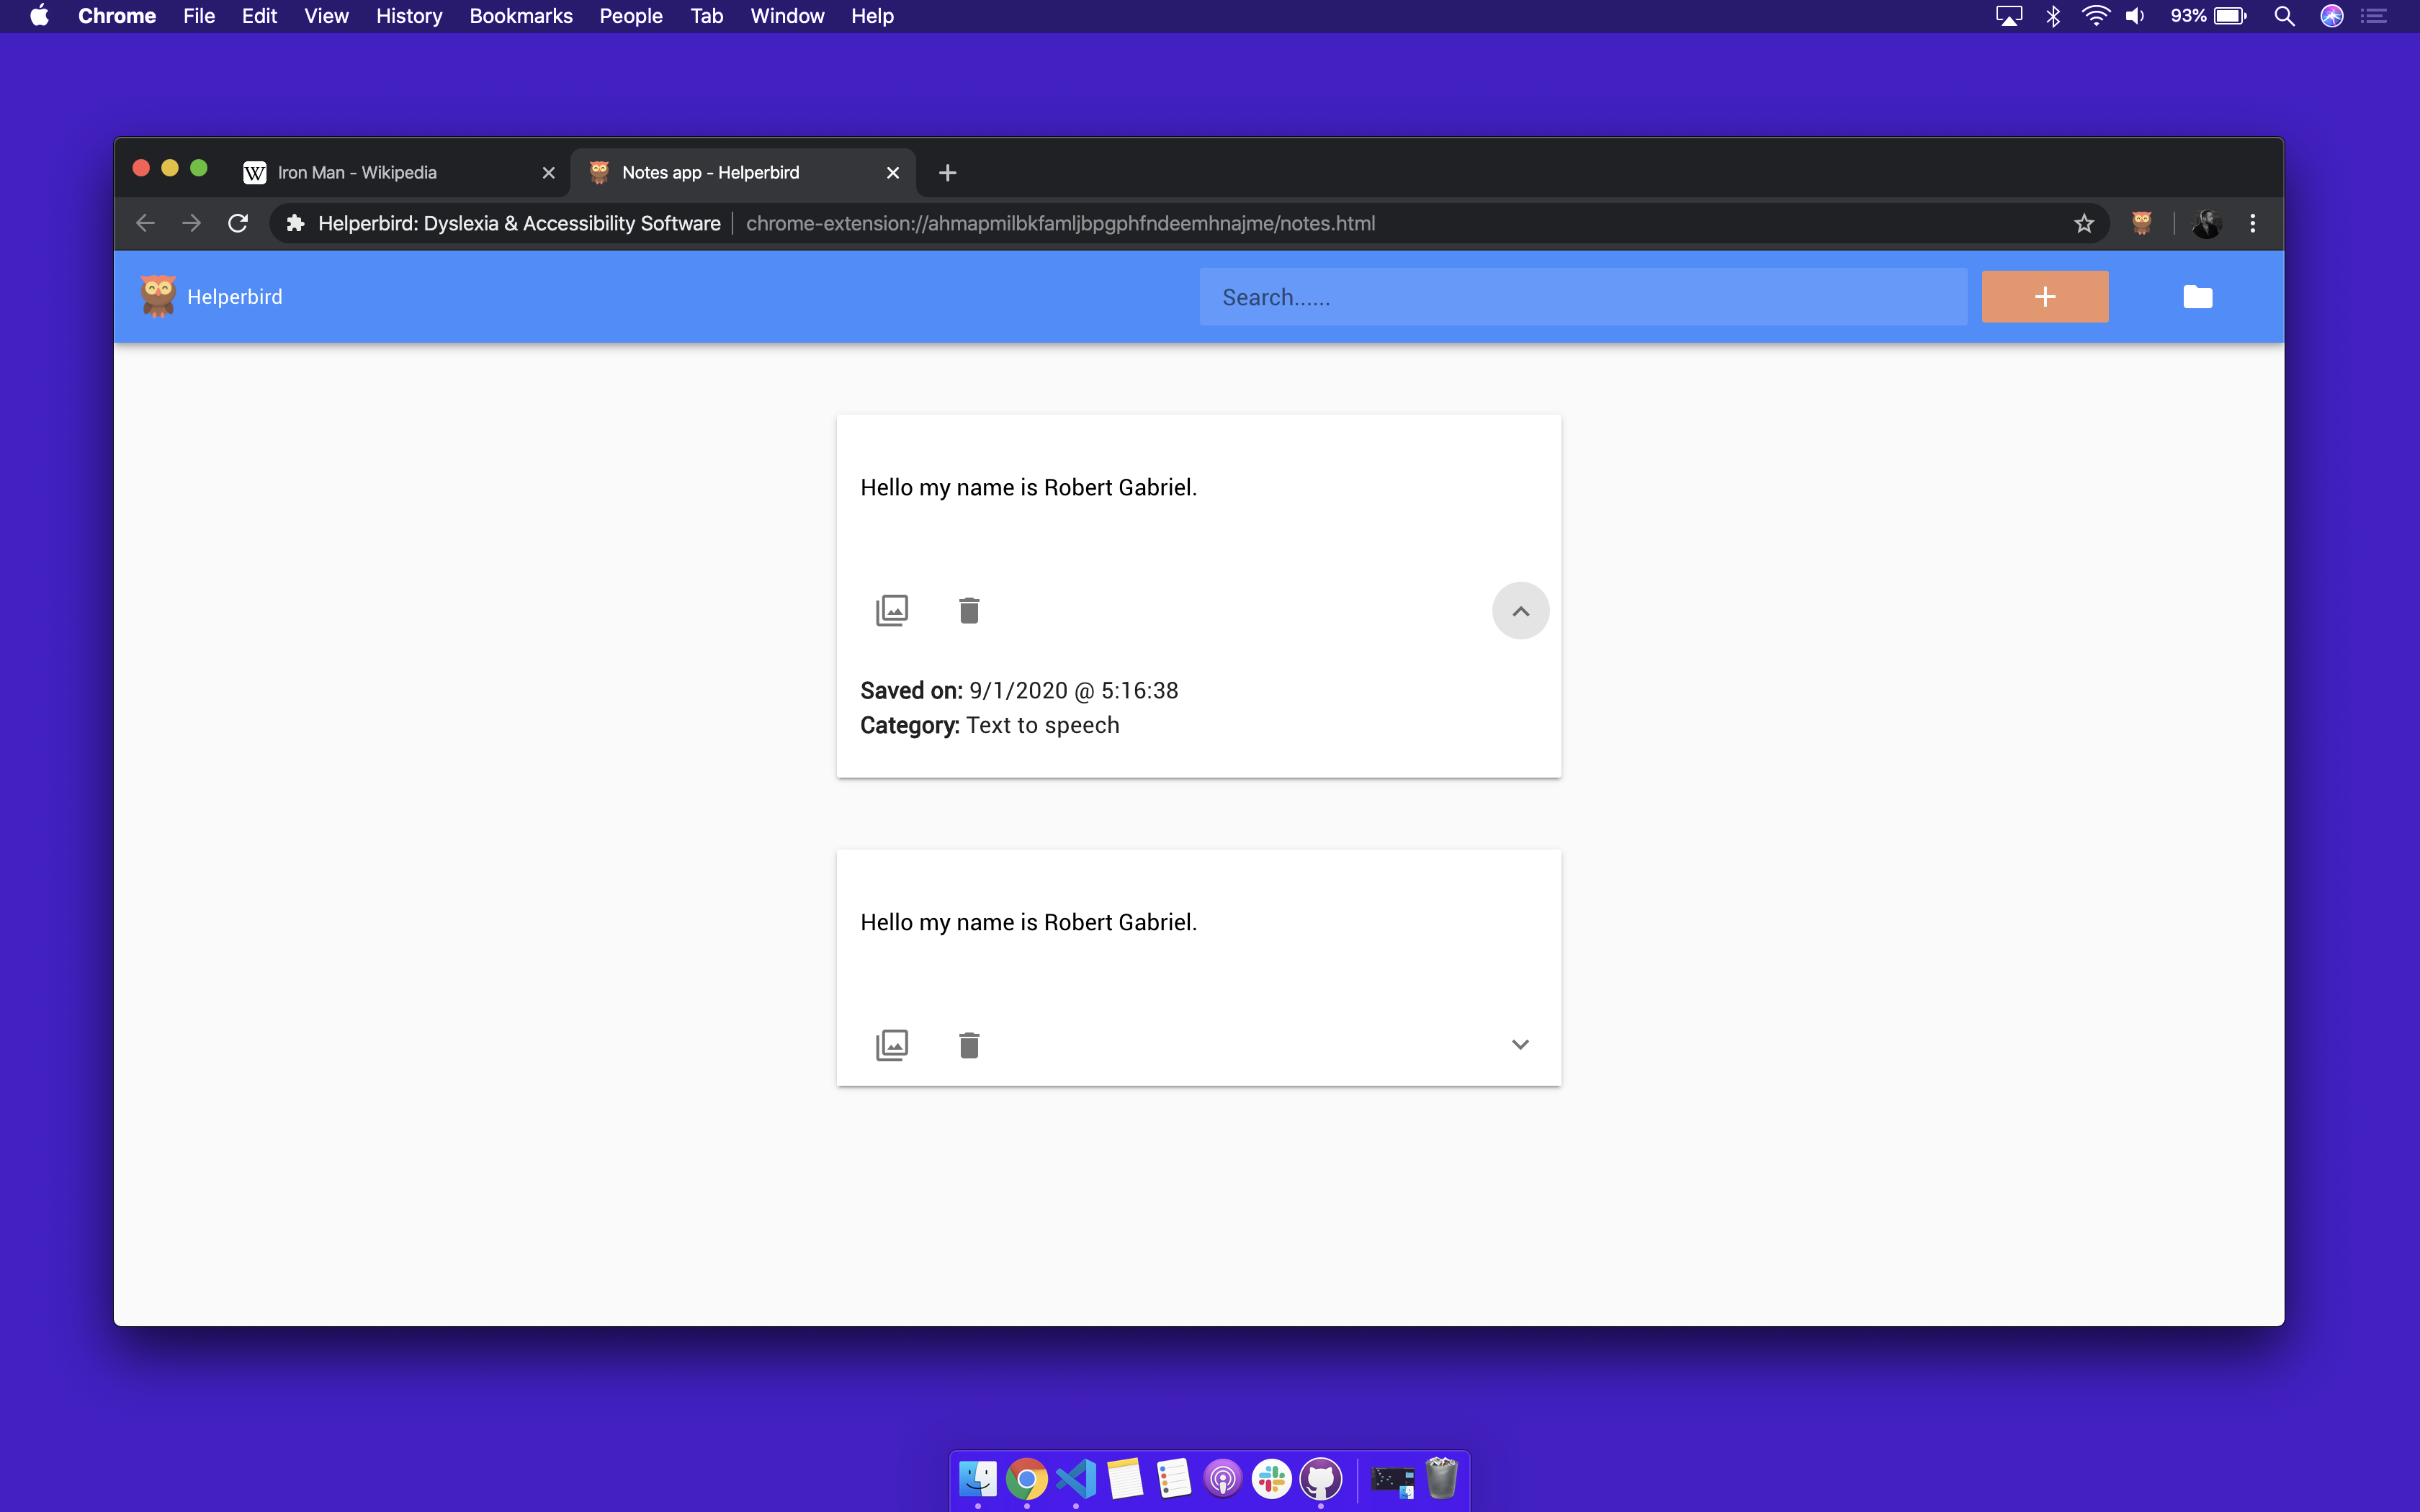 Chrome File Edit View History Bookmarks People Tab Window Help 93%
W Iron Man - Wikipedia Notes app - Helperbird
Helperbird: Dyslexia & Accessibility Software chrome-extension://ahmapmilbkfamljbpgphfndeemhnajme/notes.html
Helperbird Search......
Hello my name is Robert Gabriel.
Saved on: 9/1/2020 @ 5:16:38
Category: Text to speech
Hello my name is Robert Gabriel.